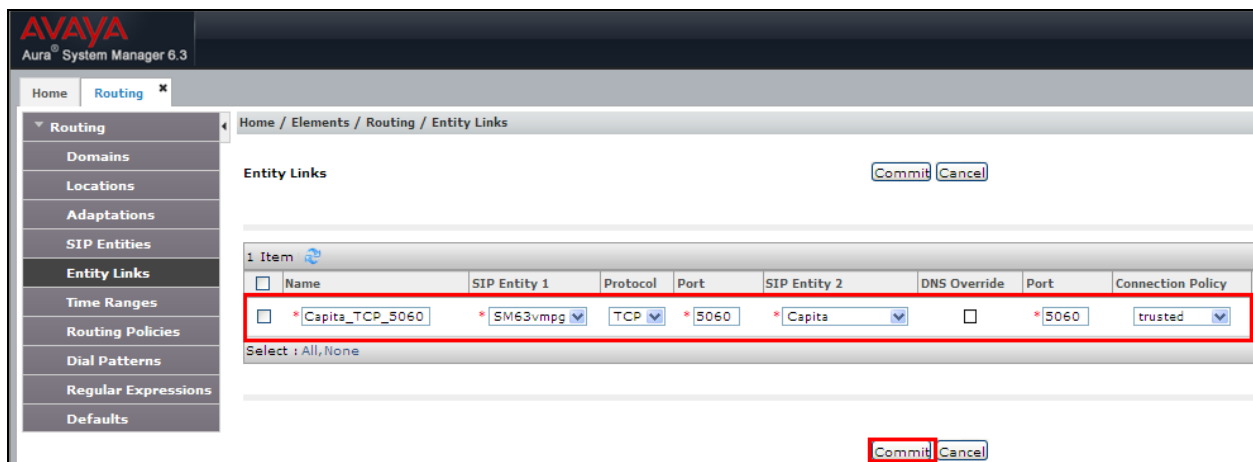 AVAYA
Aura® System Manager 6.3
Home Routing ×
Routing
Domains
Locations
Adaptations
SIP Entities
Entity Links
Time Ranges
Routing Policies
Dial Patterns
Regular Expressions
Defaults
Home / Elements / Routing / Entity Links
Entity Links Commit Cancel
1 Item
Name SIP Entity 1 Protocol Port SIP Entity 2 DNS Override Port Connection Policy
* Capita_TCP_5060 * SM63vmpg TCP * 5060 * Capita * 5060 trusted
Select : All, None
Commit Cancel